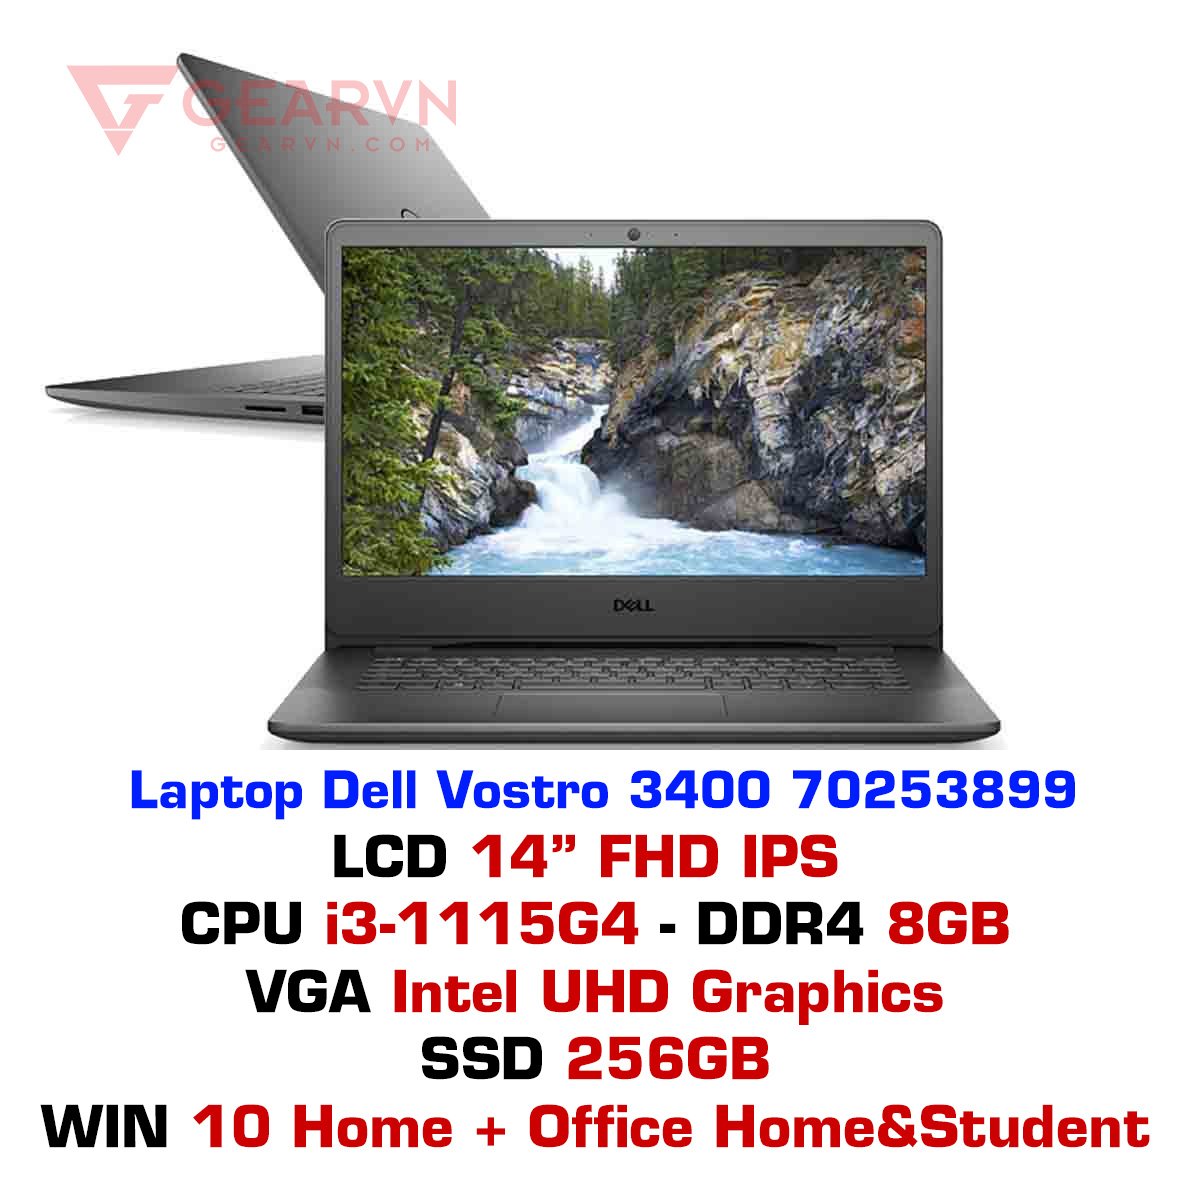 GEARVN
GEARVN.COM
DELL
Laptop Dell Vostro 3400 70253899
LCD 14” FHD IPS
CPU i3-1115G4 - DDR4 8GB
VGA Intel UHD Graphics
SSD 256GB
WIN 10 Home + Office Home&Student